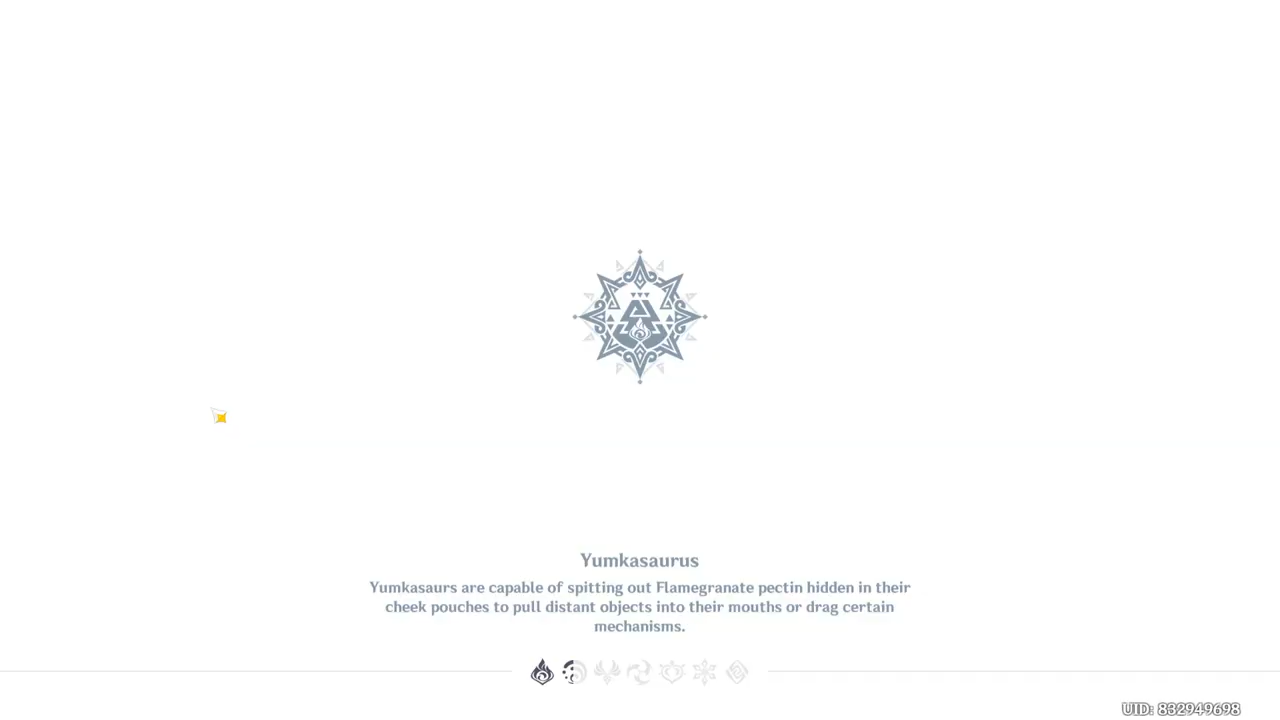 Yumkasaurus
Yumkasaurs are capable of spitting out Flamegranate pectin hidden in their
cheek pouches to pull distant objects into their mouths or drag certain
mechanisms.
UID: 832949698